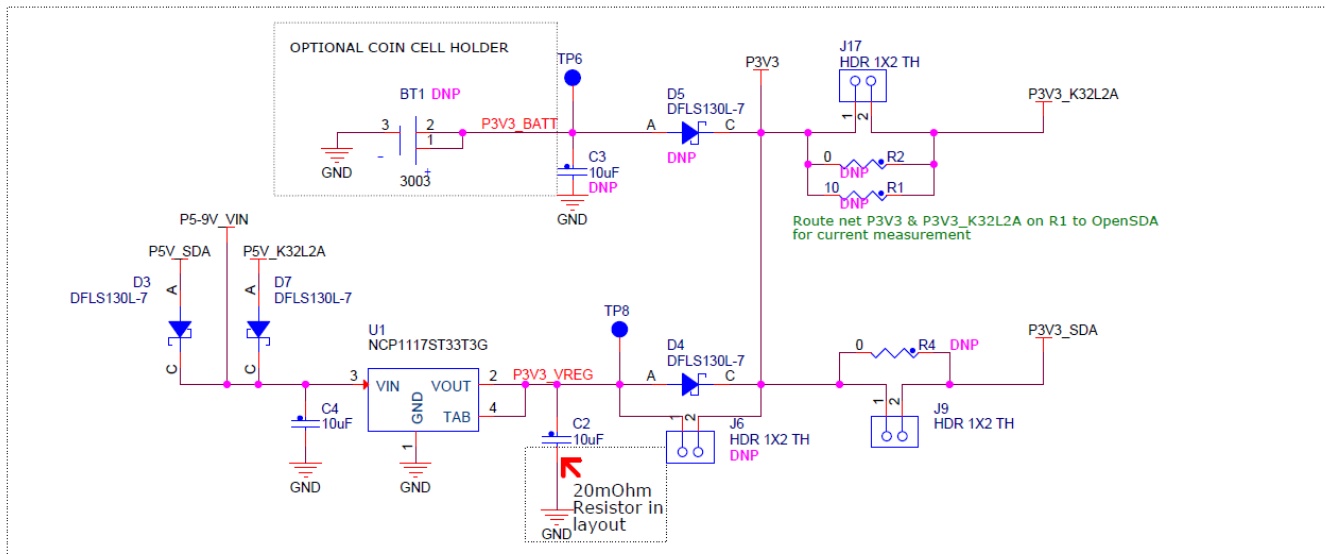 OPTIONAL COIN CELL HOLDER
BT1 DNP
3
2
1
-
+
3003
GND
P3V3_BATT
TP6
C3
10uF
DNP
GND
D5
DFLS130L-7
A
C
DNP
P3V3
J17
HDR 1X2 TH
1
2
P3V3_K32L2A
0
R2
DNP
10
R1
DNP
Route net P3V3 & P3V3_K32L2A on R1 to OpenSDA
for current measurement
P5-9V_VIN
P5V_SDA
P5V_K32L2A
D3
DFLS130L-7
A
C
D7
DFLS130L-7
A
C
C4
10uF
GND
U1
NCP1117ST33T3G
3
VIN
VOUT
2
GND
TAB
4
1
GND
P3V3_VREG
C2
10uF
20mOhm
Resistor in
layout
GND
TP8
D4
DFLS130L-7
A
C
1
2
J6
HDR 1X2 TH
DNP
0
R4
DNP
1
2
J9
HDR 1X2 TH
P3V3_SDA